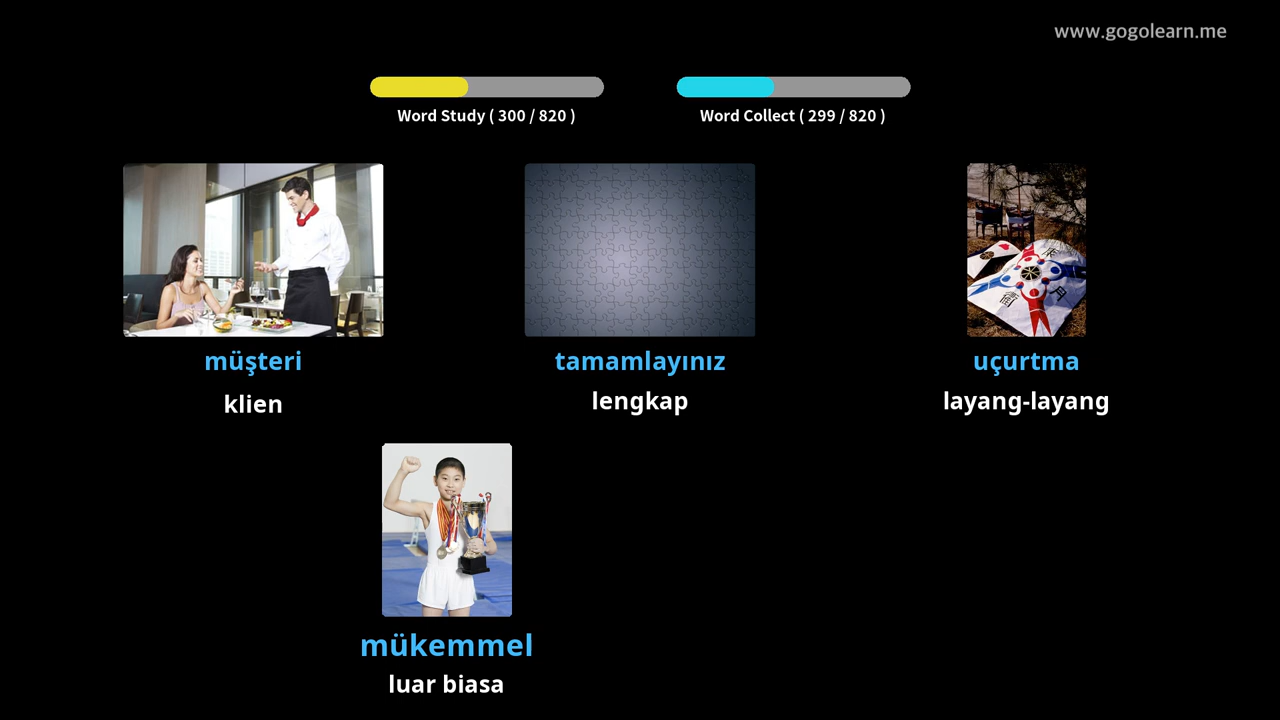 www.gogolearn.me
Word Study ( 300 / 820 )
Word Collect ( 299 / 820 )
müşteri
klien
tamamlayınız
lengkap
uçurtma
layang-layang
mükemmel
luar biasa